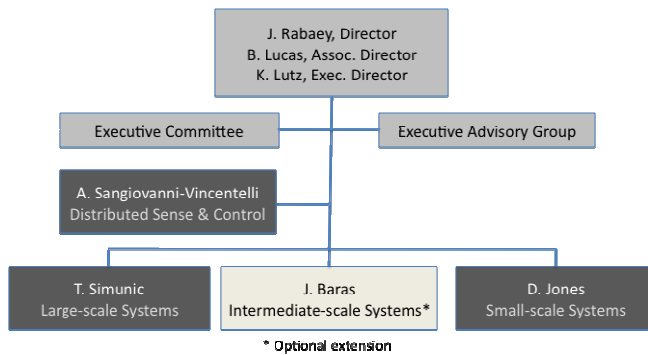 J. Rabaey, Director
B. Lucas, Assoc. Director
K. Lutz, Exec. Director
Executive Committee
Executive Advisory Group
A. Sangiovanni-Vincentelli
Distributed Sense & Control
T. Simunic
Large-scale Systems
J. Baras
Intermediate-scale Systems*
D. Jones
Small-scale Systems
* Optional extension